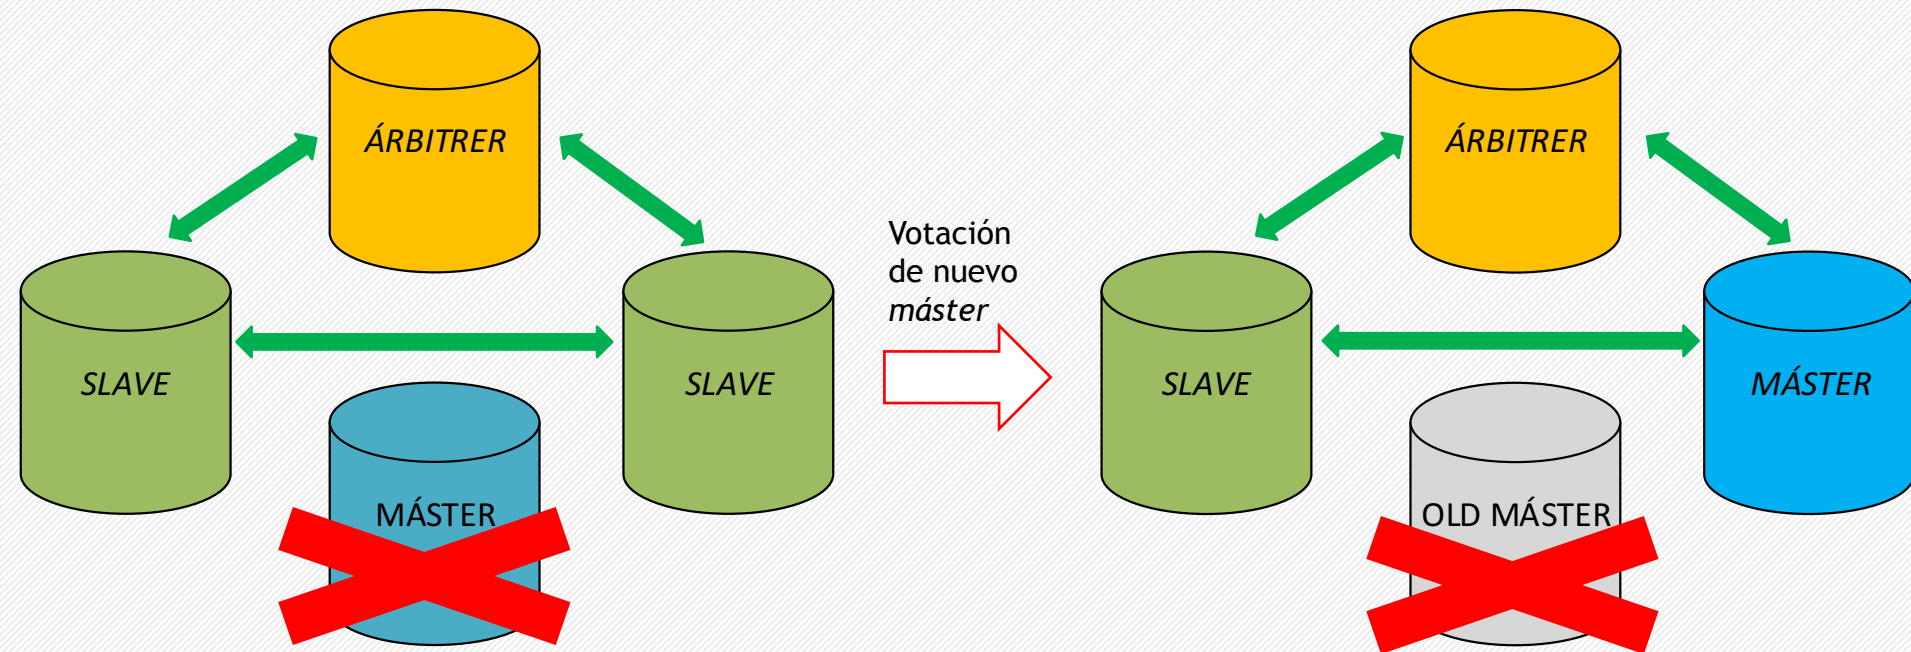 ÁRBITRER
SLAVE
SLAVE
MÁSTER
Votación
de nuevo
máster
ÁRBITRER
SLAVE
MÁSTER
OLD MÁSTER